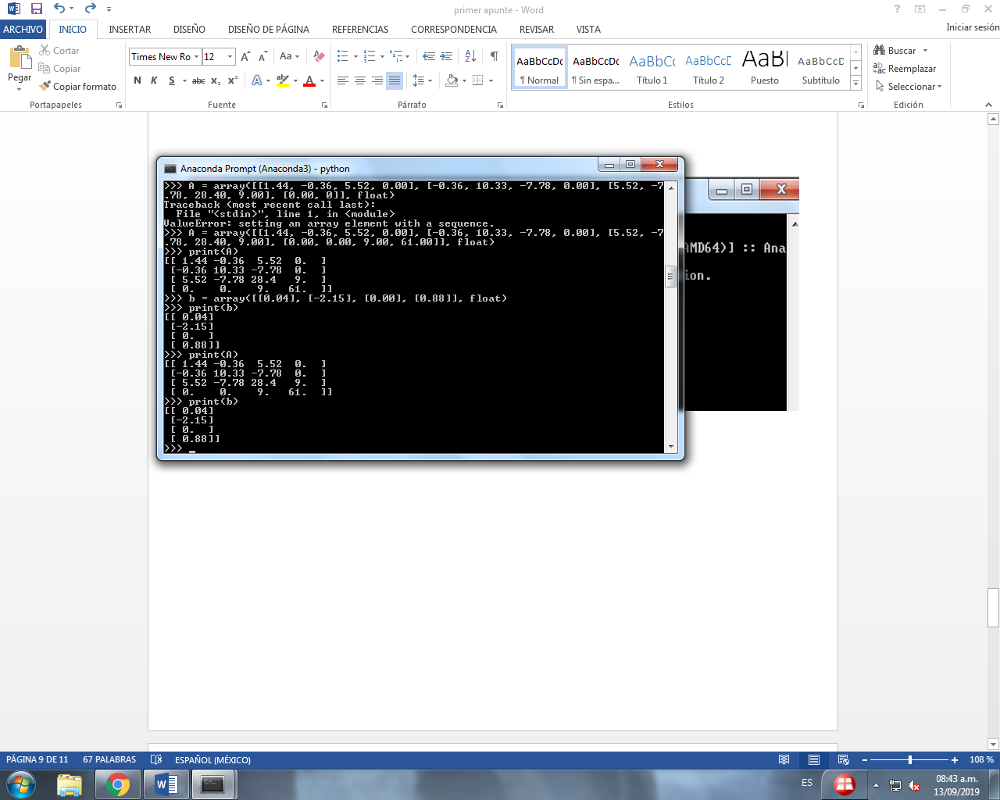 primer apunte - Word
ARCHIVO INICIO INSERTAR DISEÑO DISEÑO DE PÁGINA REFERENCIAS CORRESPONDENCIA REVISAR VISTA Iniciar sesión
Cortar
Copiar
Copiar formato
Pegar
Portapapeles
Times New Ro 12
N K S abc x₂ x²
Fuente
Párrafo
AaBbCcDc AaBbCcDc AaBbCc AaBbCcD AaBl AaBbCcD
¶ Normal ¶ Sin espa... Título 1 Título 2 Puesto Subtítulo
Estilos
Buscar
Reemplazar
Seleccionar
Edición
Anaconda Prompt (Anaconda3) - python
>>> A = array([[1.44, -0.36, 5.52, 0.00], [-0.36, 10.33, -7.78, 0.00], [5.52, -7
.78, 28.40, 9.00], [0.00, 0]], float)
Traceback (most recent call last):
  File "<stdin>", line 1, in <module>
ValueError: setting an array element with a sequence.
>>> A = array([[1.44, -0.36, 5.52, 0.00], [-0.36, 10.33, -7.78, 0.00], [5.52, -7
.78, 28.40, 9.00], [0.00, 0.00, 9.00, 61.00]], float)
>>> print(A)
[[ 1.44 -0.36  5.52  0.  ]
 [-0.36 10.33 -7.78  0.  ]
 [ 5.52 -7.78 28.4   9.  ]
 [ 0.    0.    9.   61.  ]]
>>> b = array([[0.04], [-2.15], [0.00], [0.88]], float)
>>> print(b)
[[ 0.04]
 [-2.15]
 [ 0.  ]
 [ 0.88]]
>>> print(A)
[[ 1.44 -0.36  5.52  0.  ]
 [-0.36 10.33 -7.78  0.  ]
 [ 5.52 -7.78 28.4   9.  ]
 [ 0.    0.    9.   61.  ]]
>>> print(b)
[[ 0.04]
 [-2.15]
 [ 0.  ]
 [ 0.88]]
>>> _
AMD64)] :: Ana
ion.
PÁGINA 9 DE 11 67 PALABRAS ESPAÑOL (MÉXICO) 108 %
ES
08:43 a.m.
13/09/2019